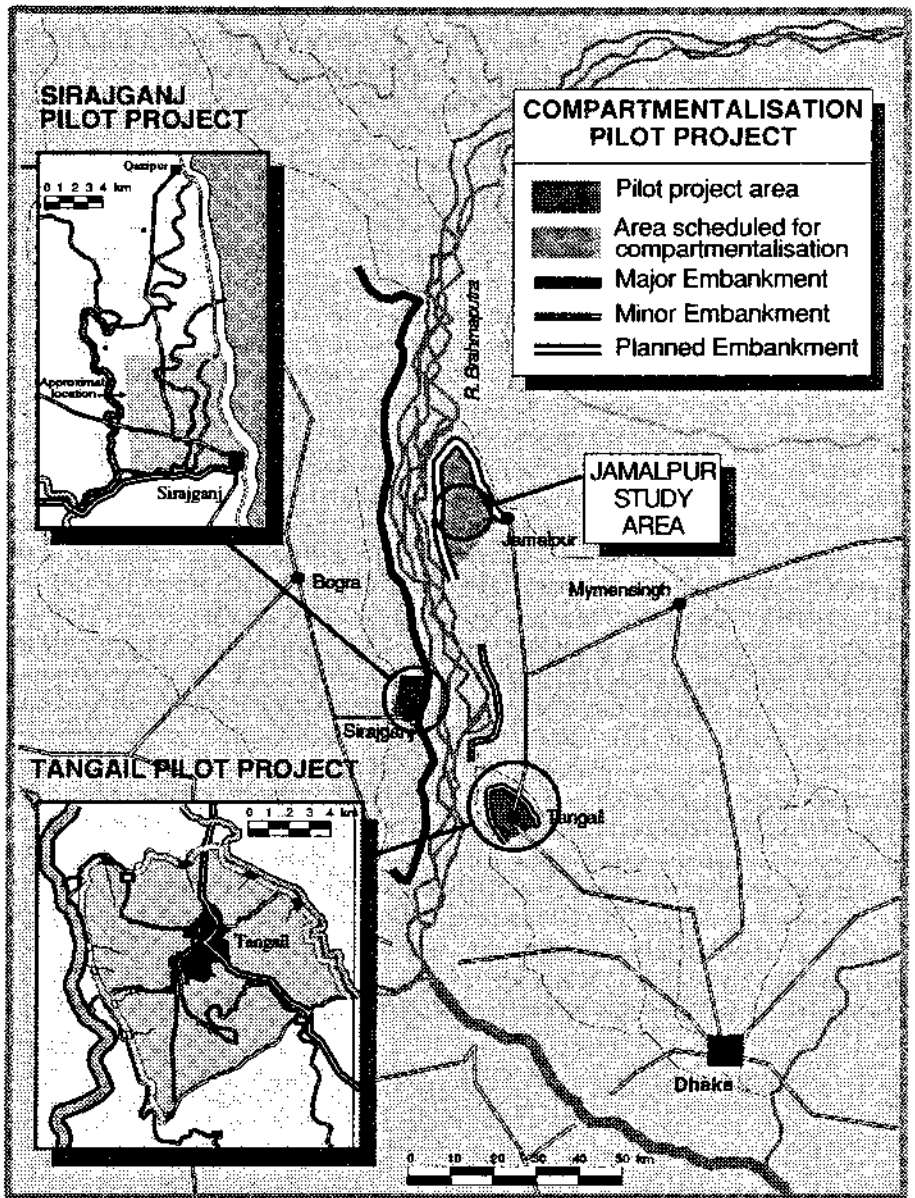 SIRAJGANJ
PILOT PROJECT
Qazipur
0 1 2 3 4 km
Approximat
location
Sirajganj
COMPARTMENTALISATION
PILOT PROJECT
Pilot project area
Area scheduled for
compartmentalisation
Major Embankment
Minor Embankment
Planned Embankment
R. Brahmaputra
JAMALPUR
STUDY
AREA
Jamalpur
Bogra
Mymensingh
Sirajganj
TANGAIL PILOT PROJECT
0 1 2 3 4 km
Tangail
Tangail
Dhaka
0 10 20 30 40 50 km